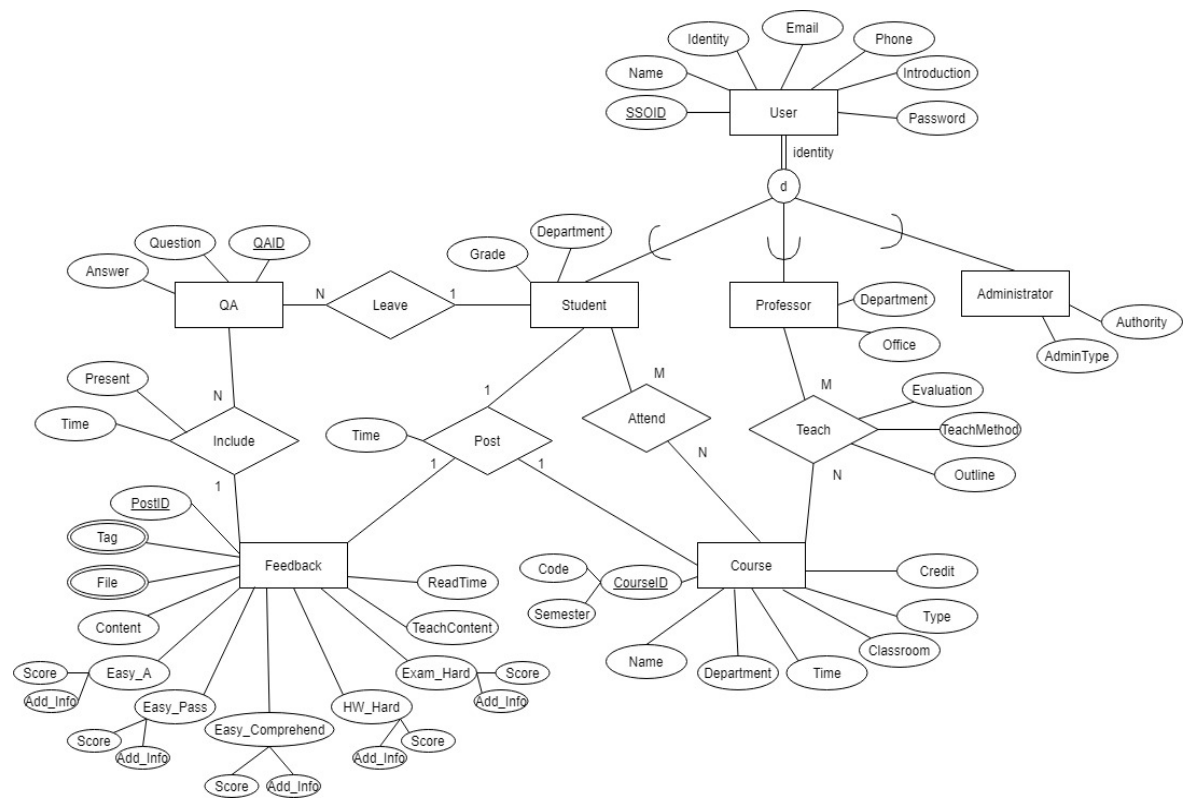 Email
Identity
Phone
Name
Introduction
SSOID
User
Password
identity
d
Question
QAID
Answer
QA
N
Leave
1
Grade
Department
Student
Professor
Department
Office
Administrator
Authority
AdminType
Present
Time
N
Include
1
Time
1
Post
1
1
M
Attend
N
M
Teach
N
Evaluation
TeachMethod
Outline
PostID
Tag
File
Content
Feedback
ReadTime
TeachContent
Easy_A
Score
Add_Info
Easy_Pass
Score
Add_Info
Easy_Comprehend
Score
Add_Info
HW_Hard
Score
Add_Info
Exam_Hard
Score
Add_Info
Code
Semester
CourseID
Course
Credit
Type
Classroom
Name
Department
Time